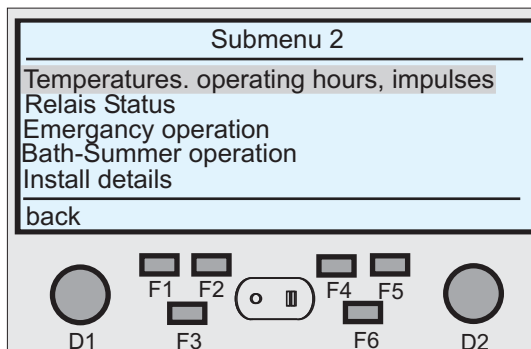 Submenu 2
Temperatures. operating hours, impulses
Relais Status
Emergancy operation
Bath-Summer operation
Install details
back
F1 F2 F4 F5
D1 F3 F6 D2